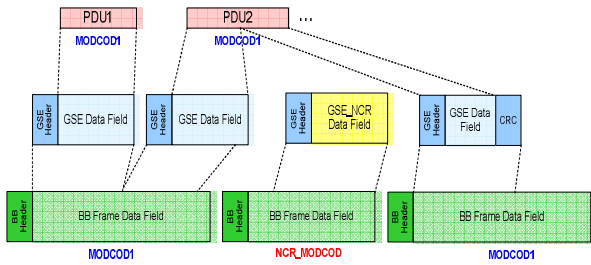 PDU1
PDU2
...
MODCOD1
MODCOD1
GSE Header
GSE Data Field
GSE Header
GSE Data Field
GSE Header
GSE_NCR Data Field
GSE Header
GSE Data Field
CRC
BB Header
BB Frame Data Field
BB Header
BB Frame Data Field
BB Header
BB Frame Data Field
MODCOD1
NCR_MODCOD
MODCOD1